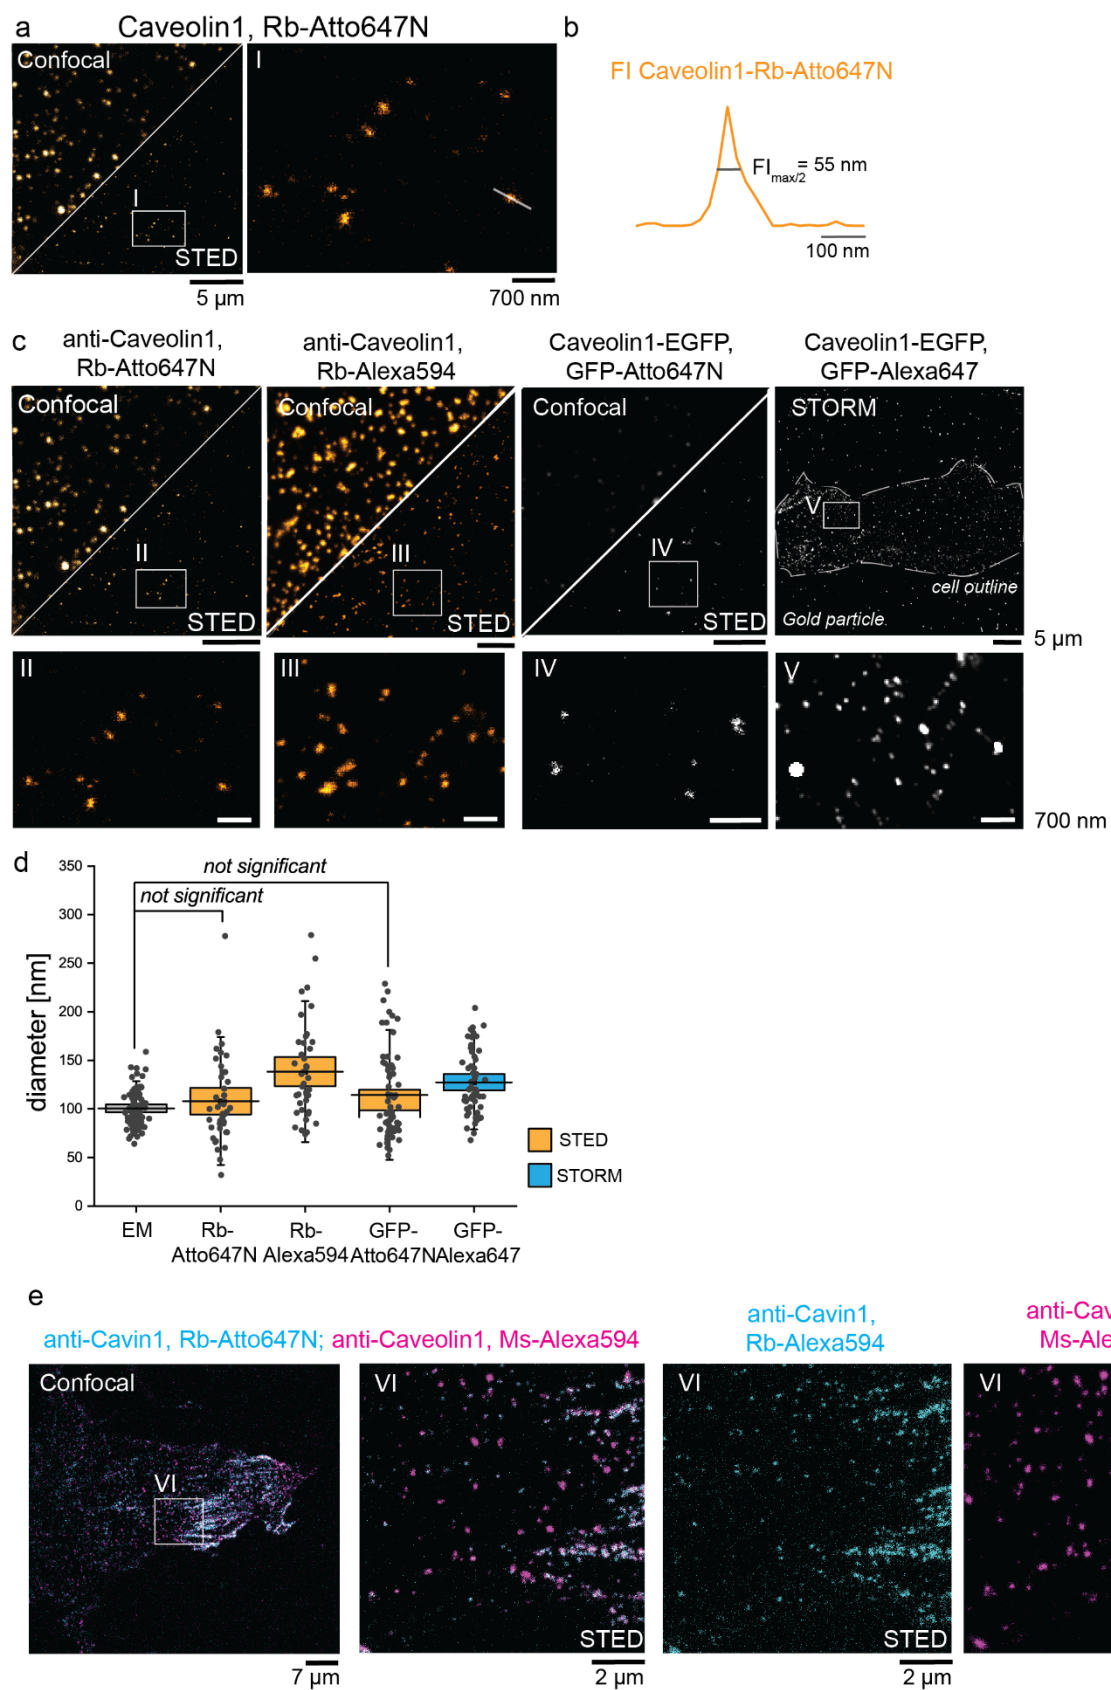 a
Caveolin1, Rb-Atto647N
Confocal
I
STED
5 µm
I
700 nm
b
FI Caveolin1-Rb-Atto647N
FImax/2 = 55 nm
100 nm
c
anti-Caveolin1,
Rb-Atto647N
Confocal
II
STED
anti-Caveolin1,
Rb-Alexa594
Confocal
III
STED
Caveolin1-EGFP,
GFP-Atto647N
Confocal
IV
STED
Caveolin1-EGFP,
GFP-Alexa647
STORM
V
cell outline
Gold particle
5 µm
II
III
IV
V
700 nm
d
not significant
not significant
diameter [nm]
350
300
250
200
150
100
50
0
EM
Rb-
Atto647N
Rb-
Alexa594
GFP-
Atto647N
GFP-
Alexa647
STED
STORM
e
anti-Cavin1, Rb-Atto647N; anti-Caveolin1, Ms-Alexa594
anti-Cavin1,
Rb-Alexa594
anti-Cav
Ms-Ale
Confocal
VI
7 µm
VI
STED
2 µm
VI
STED
2 µm
VI